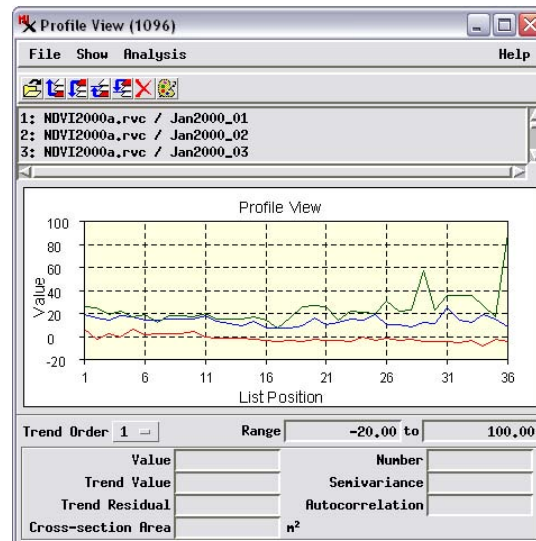 Profile View (1096)
File Show Analysis Help
1: NDVI2000a.rvc / Jan2000_01
2: NDVI2000a.rvc / Jan2000_02
3: NDVI2000a.rvc / Jan2000_03
Profile View
100
80
60
40
20
0
-20
Value
1 6 11 16 21 26 31 36
List Position
Trend Order 1 Range -20.00 to 100.00
Value Number
Trend Value Semivariance
Trend Residual Autocorrelation
Cross-section Area m²